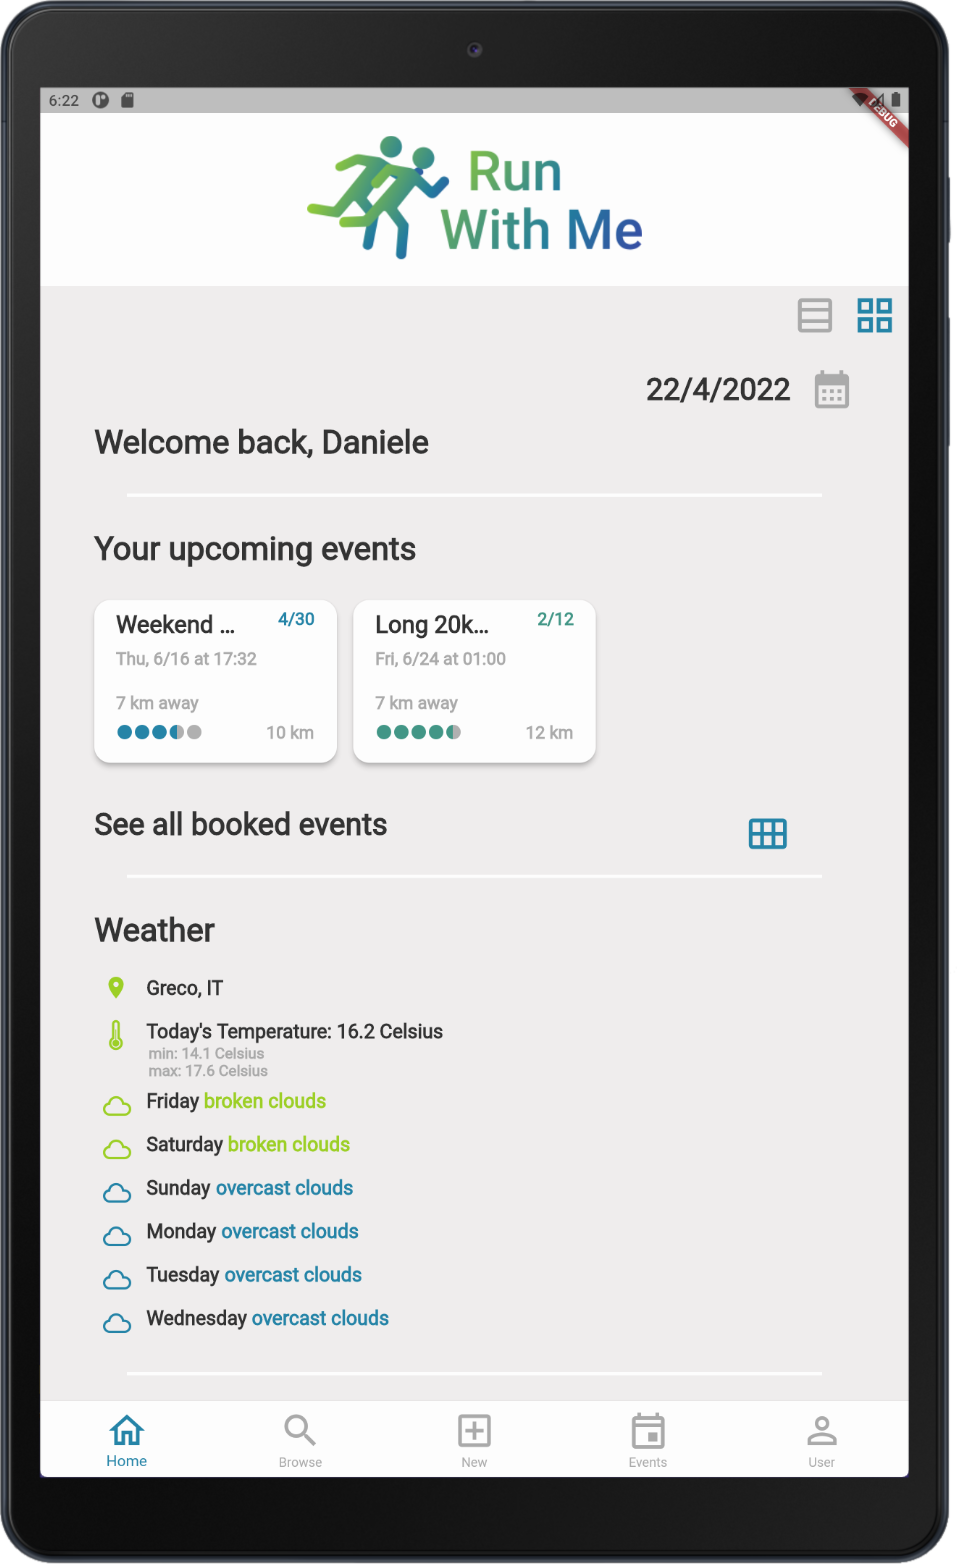 6:22
DEBUG
Run
With Me
22/4/2022
Welcome back, Daniele
Your upcoming events
Weekend ... 4/30
Thu, 6/16 at 17:32
7 km away
10 km
Long 20k... 2/12
Fri, 6/24 at 01:00
7 km away
12 km
See all booked events
Weather
Greco, IT
Today's Temperature: 16.2 Celsius
min: 14.1 Celsius
max: 17.6 Celsius
Friday broken clouds
Saturday broken clouds
Sunday overcast clouds
Monday overcast clouds
Tuesday overcast clouds
Wednesday overcast clouds
Home
Browse
New
Events
User